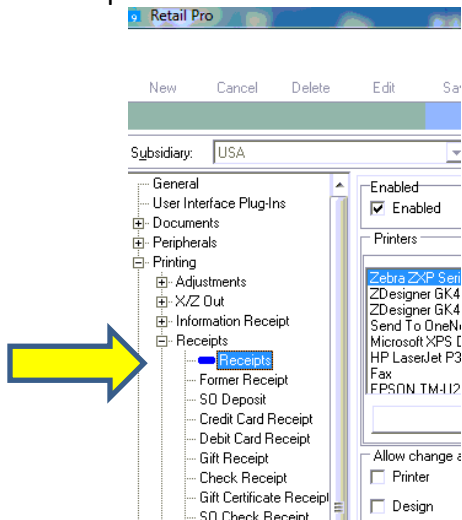 9 Retail Pro
New Cancel Delete Edit
Subsidiary: USA
General
User Interface Plug-Ins
Documents
Peripherals
Printing
Adjustments
X/Z Out
Information Receipt
Receipts
Receipts
Former Receipt
SO Deposit
Credit Card Receipt
Debit Card Receipt
Gift Receipt
Check Receipt
Gift Certificate Receipt
SO Check Receipt
Enabled
Enabled
Printers
Zebra ZXP Seri
ZDesigner GK4
ZDesigner GK4
Send To OneN
Microsoft XPS D
HP LaserJet P3
Fax
EPSON TM-U2
Allow change a
Printer
Design